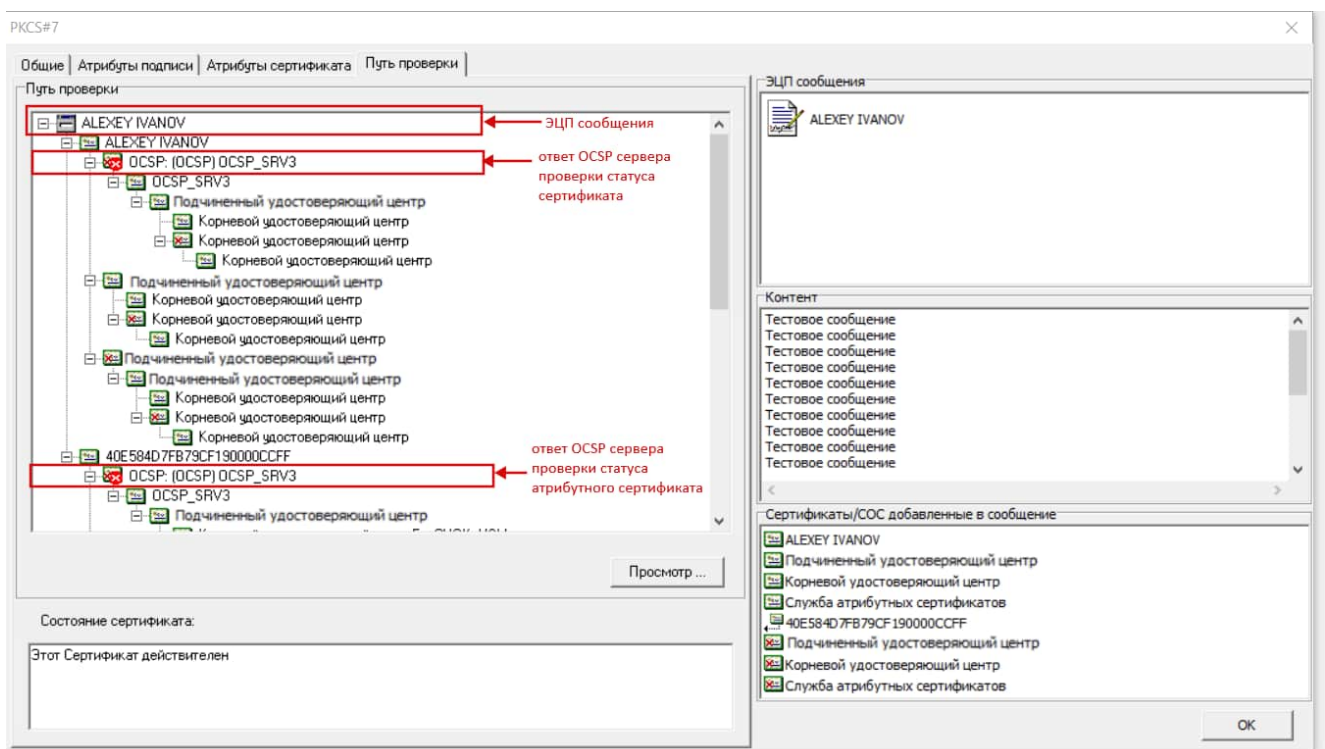 PKCS#7
Общие
Атрибуты подписи
Атрибуты сертификата
Путь проверки
Путь проверки
ALEXEY IVANOV
ЭЦП сообщения
ALEXEY IVANOV
OCSP: (OCSP) OCSP_SRV3
ответ OCSP сервера
проверки статуса
сертификата
OCSP_SRV3
Подчиненный удостоверяющий центр
Корневой удостоверяющий центр
Корневой удостоверяющий центр
Корневой удостоверяющий центр
Подчиненный удостоверяющий центр
Корневой удостоверяющий центр
Корневой удостоверяющий центр
Корневой удостоверяющий центр
Подчиненный удостоверяющий центр
Подчиненный удостоверяющий центр
Корневой удостоверяющий центр
Корневой удостоверяющий центр
Корневой удостоверяющий центр
40E584D7FB79CF190000CCFF
OCSP: (OCSP) OCSP_SRV3
ответ OCSP сервера
проверки статуса
атрибутного сертификата
OCSP_SRV3
Подчиненный удостоверяющий центр
Просмотр ...
Состояние сертификата:
Этот Сертификат действителен
ЭЦП сообщения
ALEXEY IVANOV
Контент
Тестовое сообщение
Тестовое сообщение
Тестовое сообщение
Тестовое сообщение
Тестовое сообщение
Тестовое сообщение
Тестовое сообщение
Тестовое сообщение
Тестовое сообщение
Тестовое сообщение
Сертификаты/СОС добавленные в сообщение
ALEXEY IVANOV
Подчиненный удостоверяющий центр
Корневой удостоверяющий центр
Служба атрибутных сертификатов
40E584D7FB79CF190000CCFF
Подчиненный удостоверяющий центр
Корневой удостоверяющий центр
Служба атрибутных сертификатов
OK